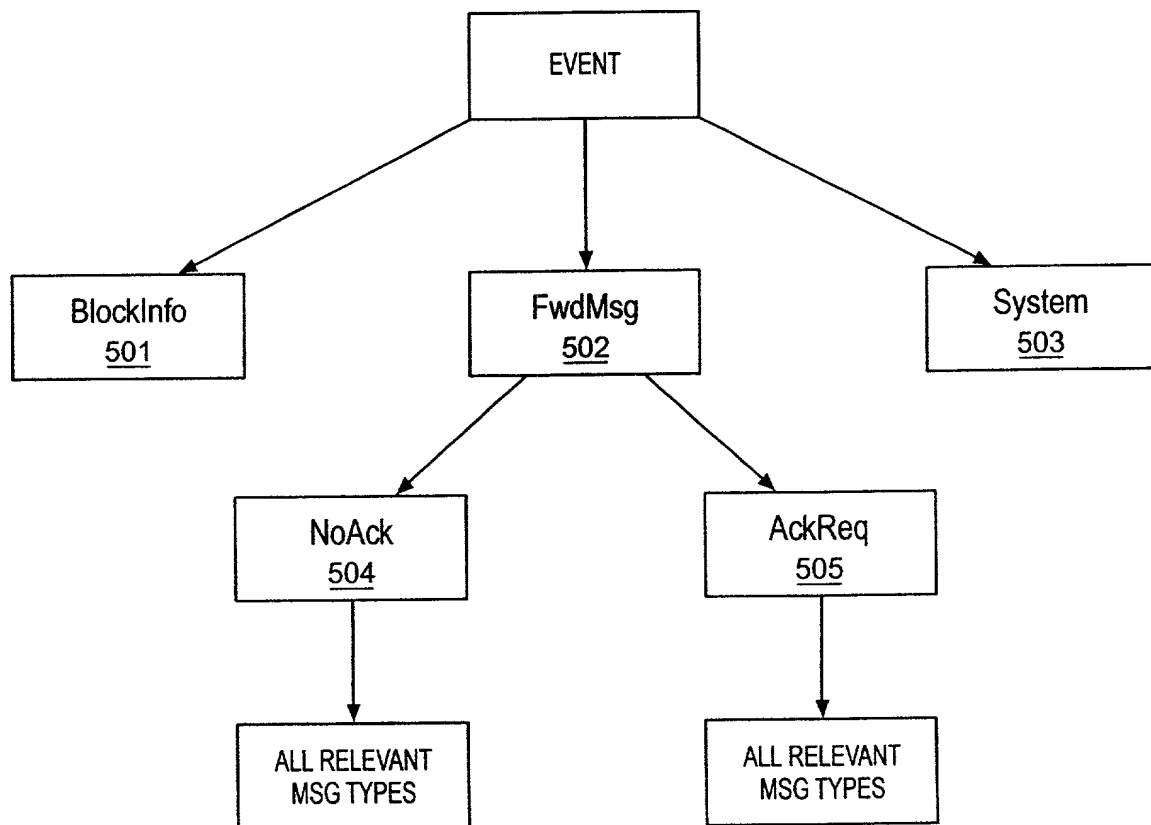 EVENT
BlockInfo
501
FwdMsg
502
System
503
NoAck
504
AckReq
505
ALL RELEVANT
MSG TYPES
ALL RELEVANT
MSG TYPES